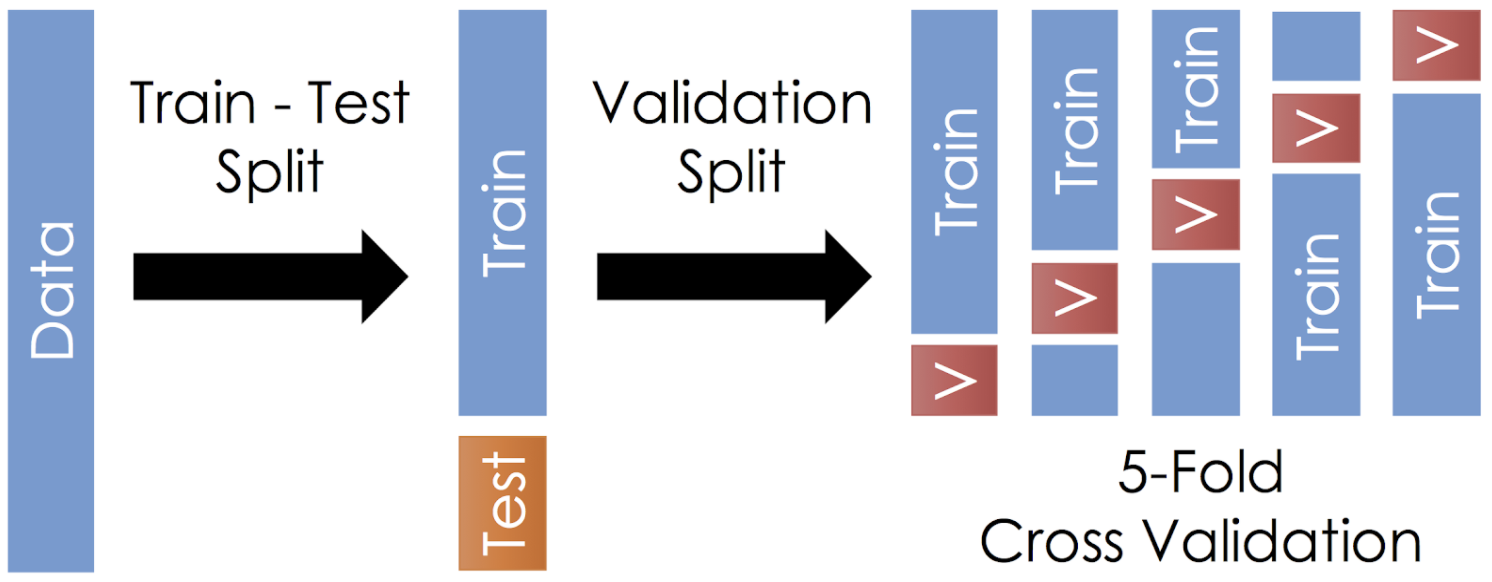 Data
Train - Test
Split
Train
Test
Validation
Split
Train
V
Train
V
Train
V
V
Train
V
Train
5-Fold
Cross Validation